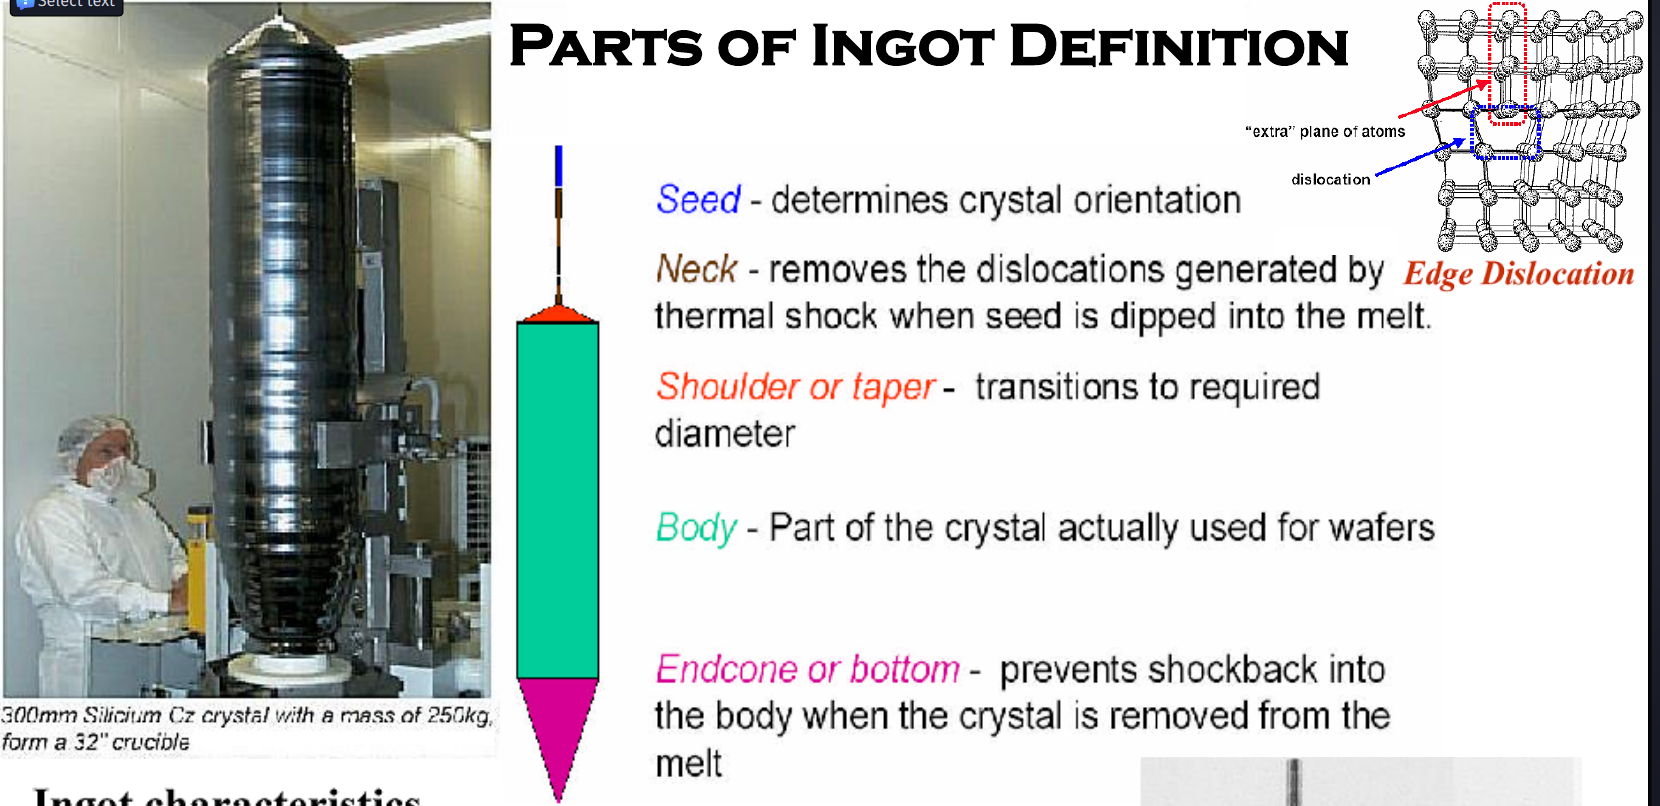 Select text
PARTS OF INGOT DEFINITION
"extra" plane of atoms
dislocation
Edge Dislocation
Seed - determines crystal orientation
Neck - removes the dislocations generated by
thermal shock when seed is dipped into the melt.
Shoulder or taper - transitions to required
diameter
Body - Part of the crystal actually used for wafers
Endcone or bottom - prevents shockback into
the body when the crystal is removed from the
melt
300mm Silicium Cz crystal with a mass of 250kg,
form a 32" crucible
Ingot characteristics